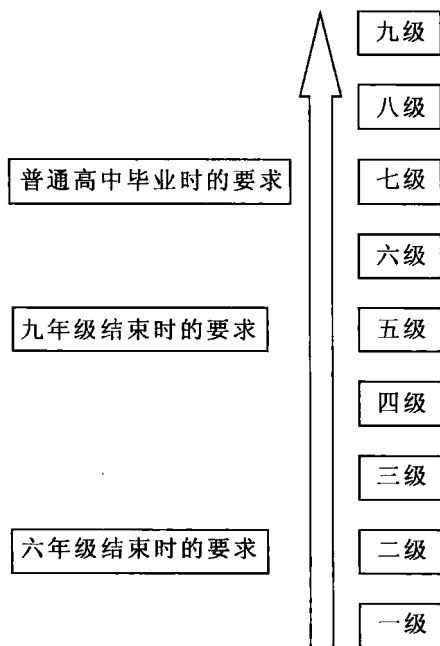 九级
八级
普通高中毕业时的要求
七级
六级
九年级结束时的要求
五级
四级
三级
六年级结束时的要求
二级
一级